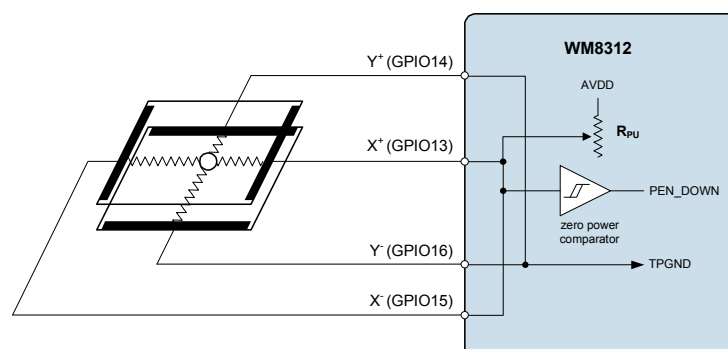 WM8312
Y+ (GPIO14)
AVDD
RPU
X+ (GPIO13)
PEN_DOWN
zero power
comparator
Y- (GPIO16)
TPGND
X- (GPIO15)